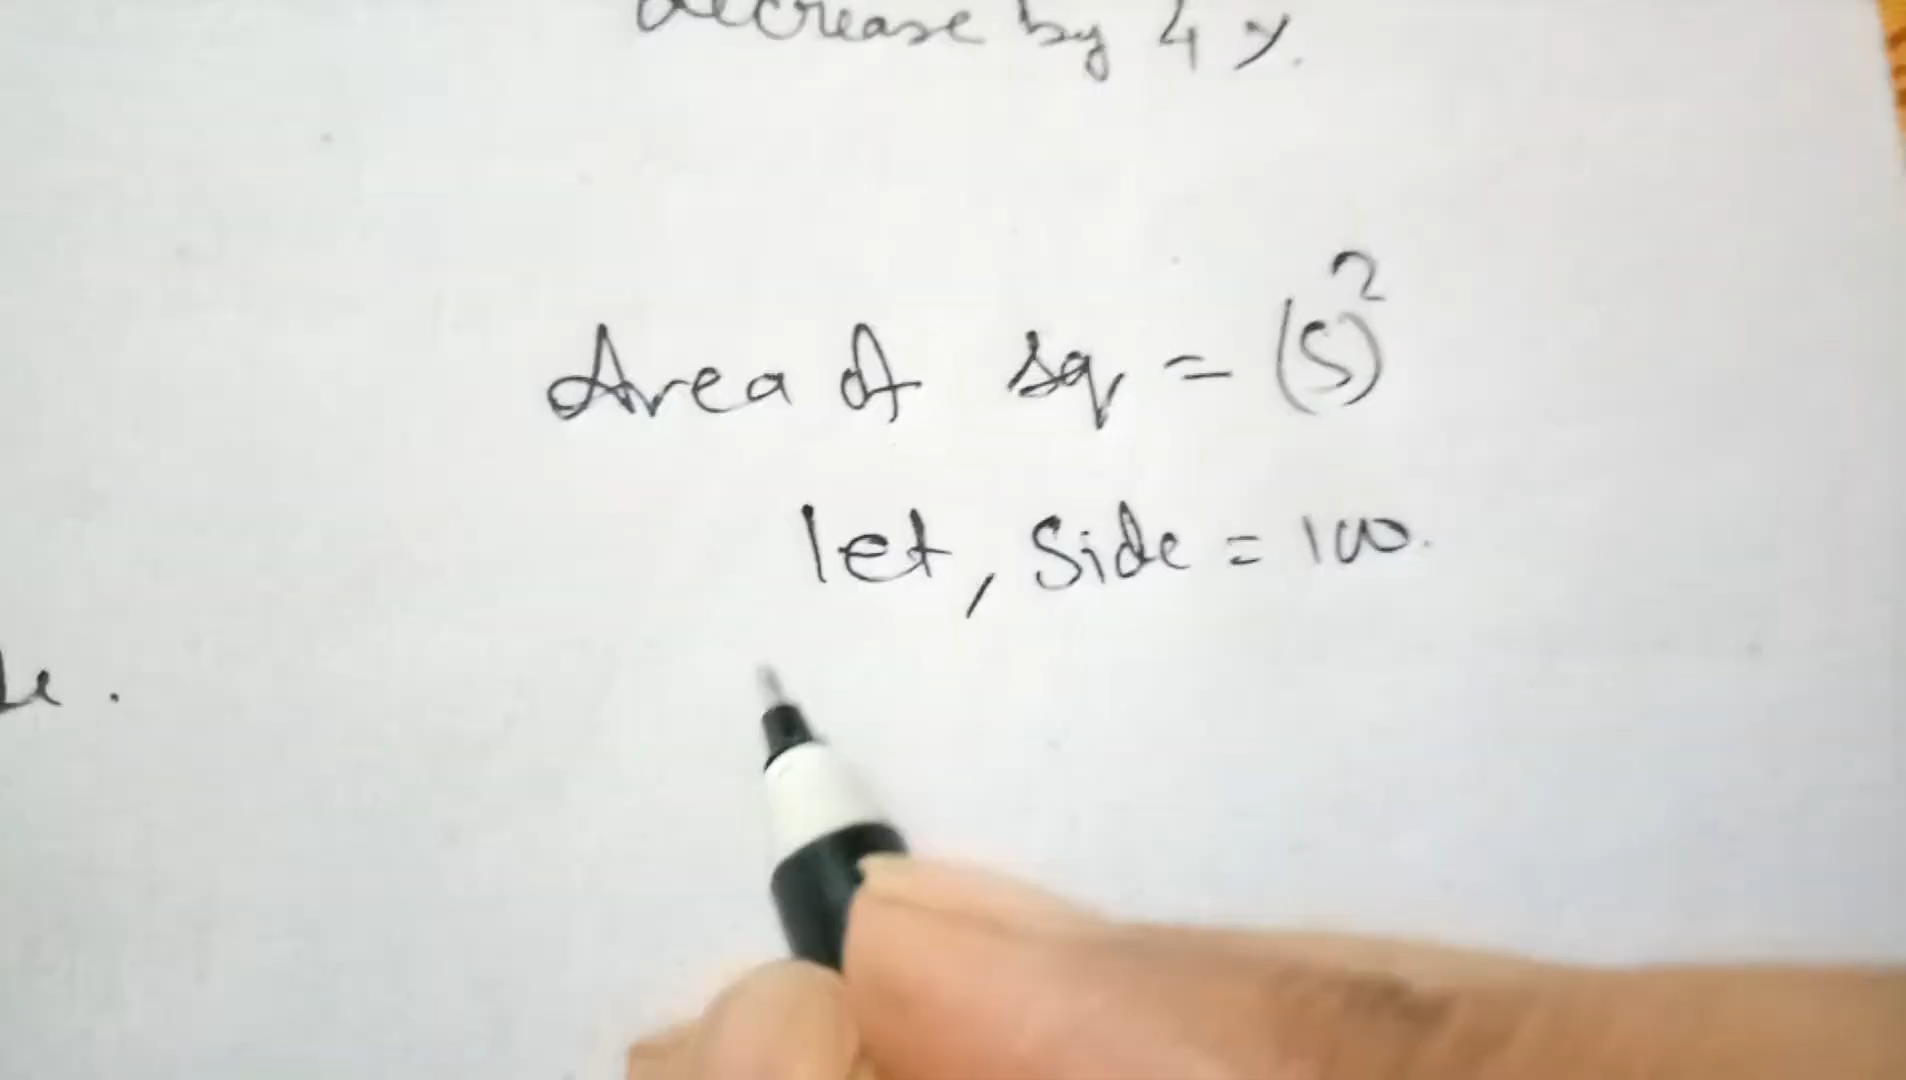 decrease by 4 %.
Area of sq = (S)²
let, Side = 100.